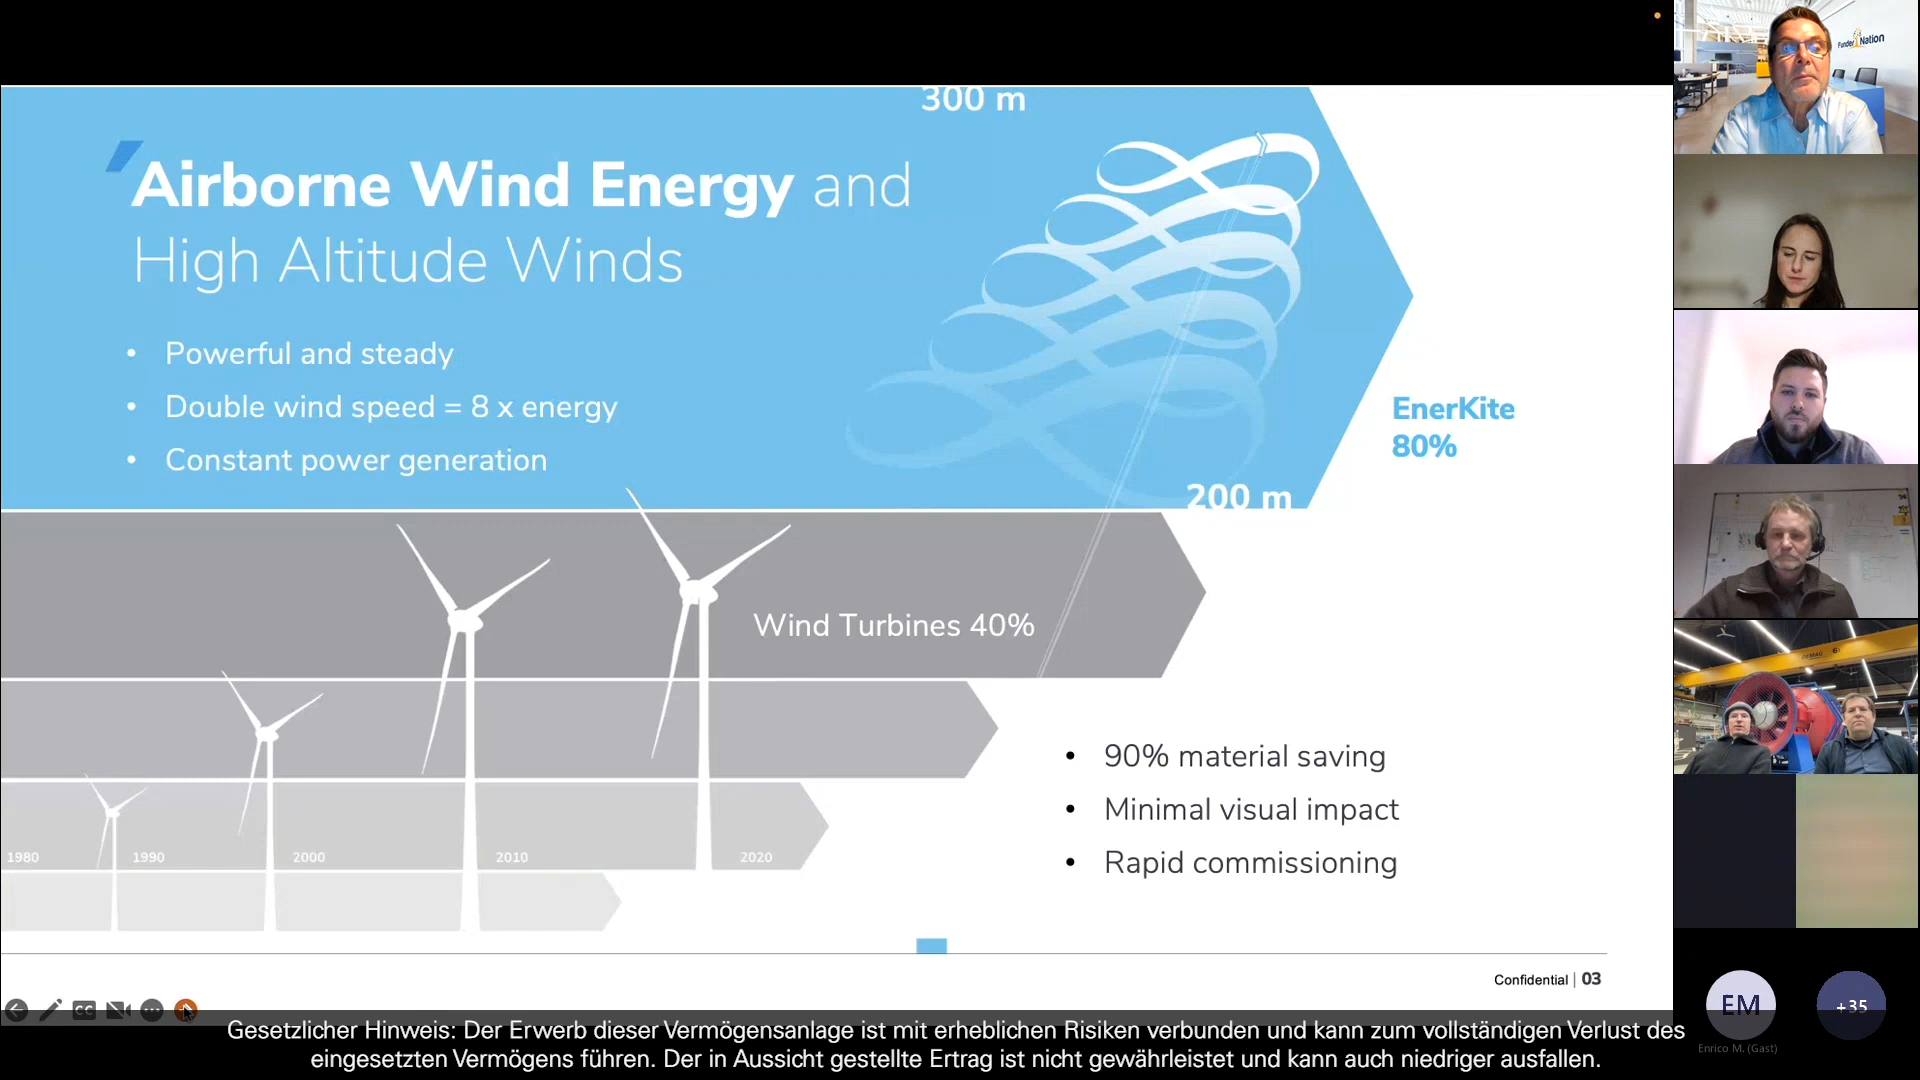 300 m
Airborne Wind Energy and
High Altitude Winds
• Powerful and steady
• Double wind speed = 8 x energy
• Constant power generation
EnerKite
80%
200 m
Wind Turbines 40%
• 90% material saving
• Minimal visual impact
• Rapid commissioning
1980 1990 2000 2010 2020
Confidential | 03
CC
Gesetzlicher Hinweis: Der Erwerb dieser Vermögensanlage ist mit erheblichen Risiken verbunden und kann zum vollständigen Verlust des
eingesetzten Vermögens führen. Der in Aussicht gestellte Ertrag ist nicht gewährleistet und kann auch niedriger ausfallen.
FunderNation
DEMAG 6
EM
+35
Enrico M. (Gast)